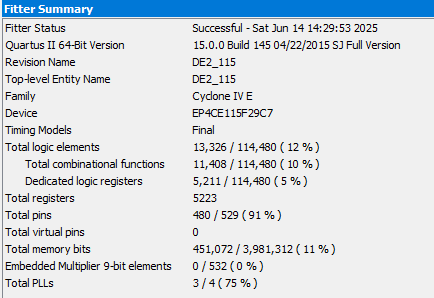 Fitter Summary
Fitter Status Successful - Sat Jun 14 14:29:53 2025
Quartus II 64-Bit Version 15.0.0 Build 145 04/22/2015 SJ Full Version
Revision Name DE2_115
Top-level Entity Name DE2_115
Family Cyclone IV E
Device EP4CE115F29C7
Timing Models Final
Total logic elements 13,326 / 114,480 ( 12 % )
Total combinational functions 11,408 / 114,480 ( 10 % )
Dedicated logic registers 5,211 / 114,480 ( 5 % )
Total registers 5223
Total pins 480 / 529 ( 91 % )
Total virtual pins 0
Total memory bits 451,072 / 3,981,312 ( 11 % )
Embedded Multiplier 9-bit elements 0 / 532 ( 0 % )
Total PLLs 3 / 4 ( 75 % )